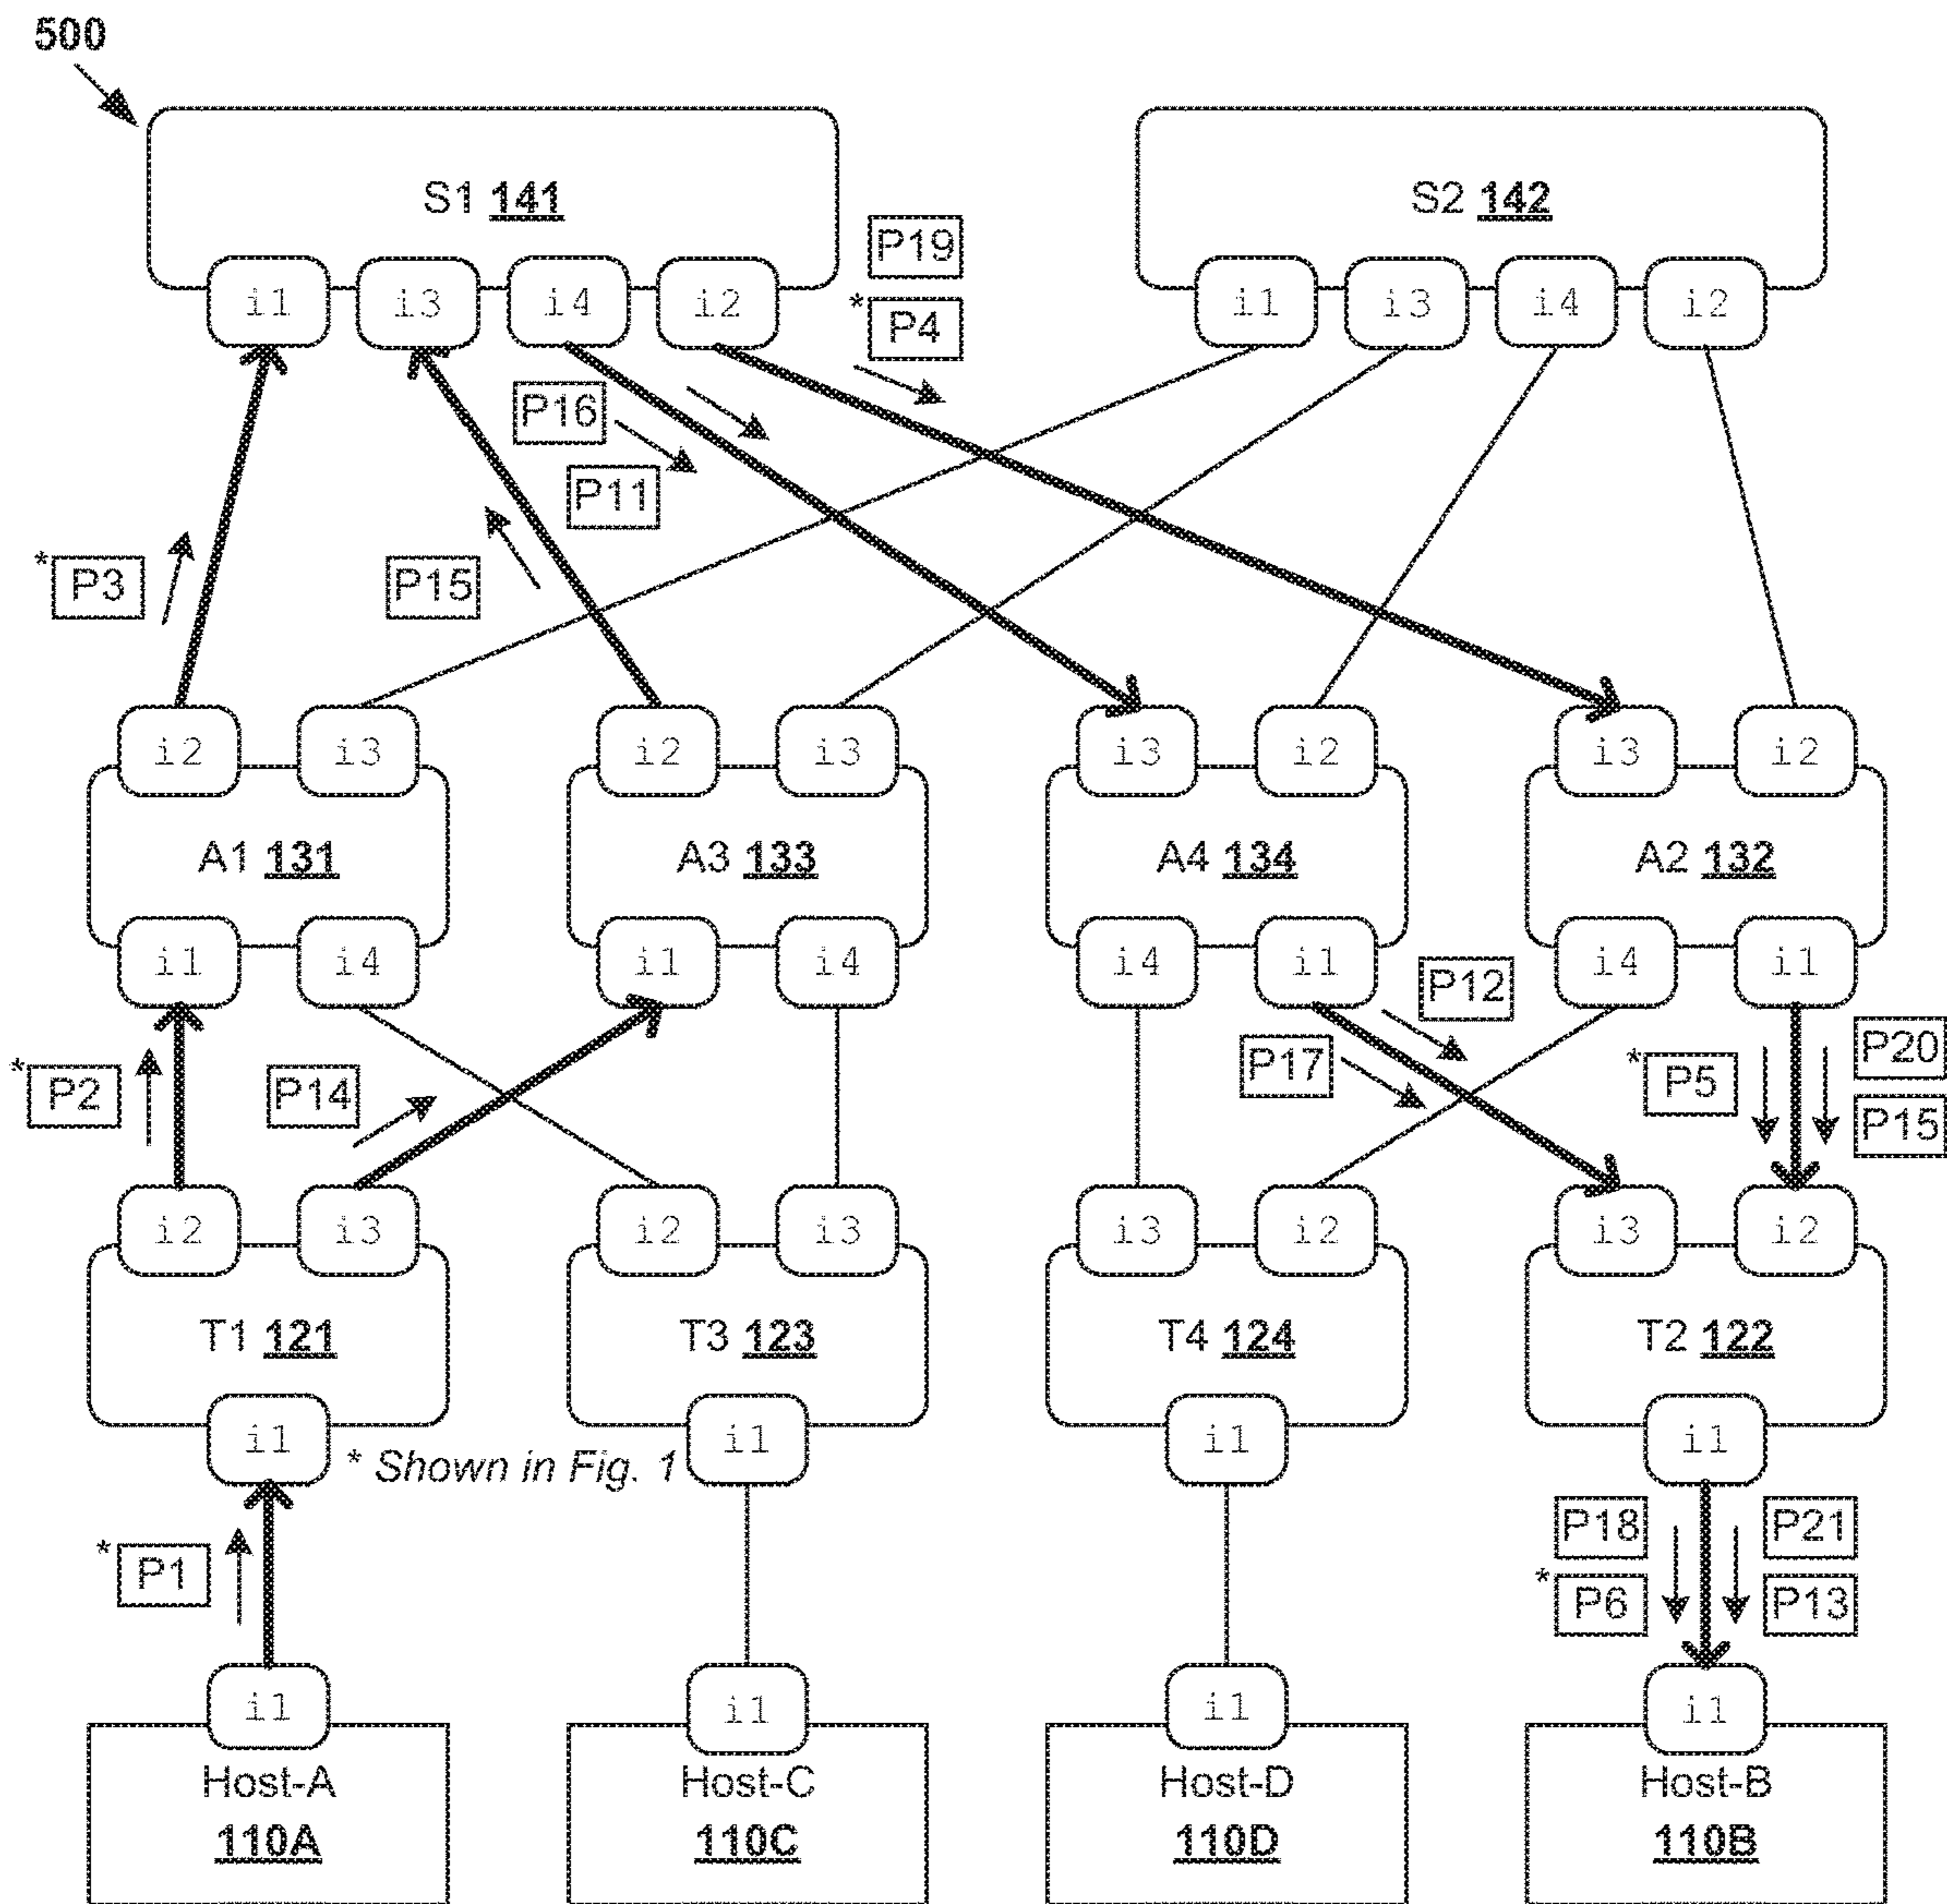 500
S1 141
S2 142
P19
i1 i3 i4 i2
* P4
i1 i3 i4 i2
P16
P11
* P3
P15
i2 i3
i2 i3
i3 i2
i3 i2
A1 131
A3 133
A4 134
A2 132
i1 i4
i1 i4
i4 i1
i4 i1
P12
P17
P20
* P5
P15
* P2
P14
i2 i3
i2 i3
i3 i2
i3 i2
T1 121
T3 123
T4 124
T2 122
i1
* Shown in Fig. 1
i1
i1
i1
P18
P21
* P6
P13
* P1
i1
i1
i1
i1
Host-A
110A
Host-C
110C
Host-D
110D
Host-B
110B